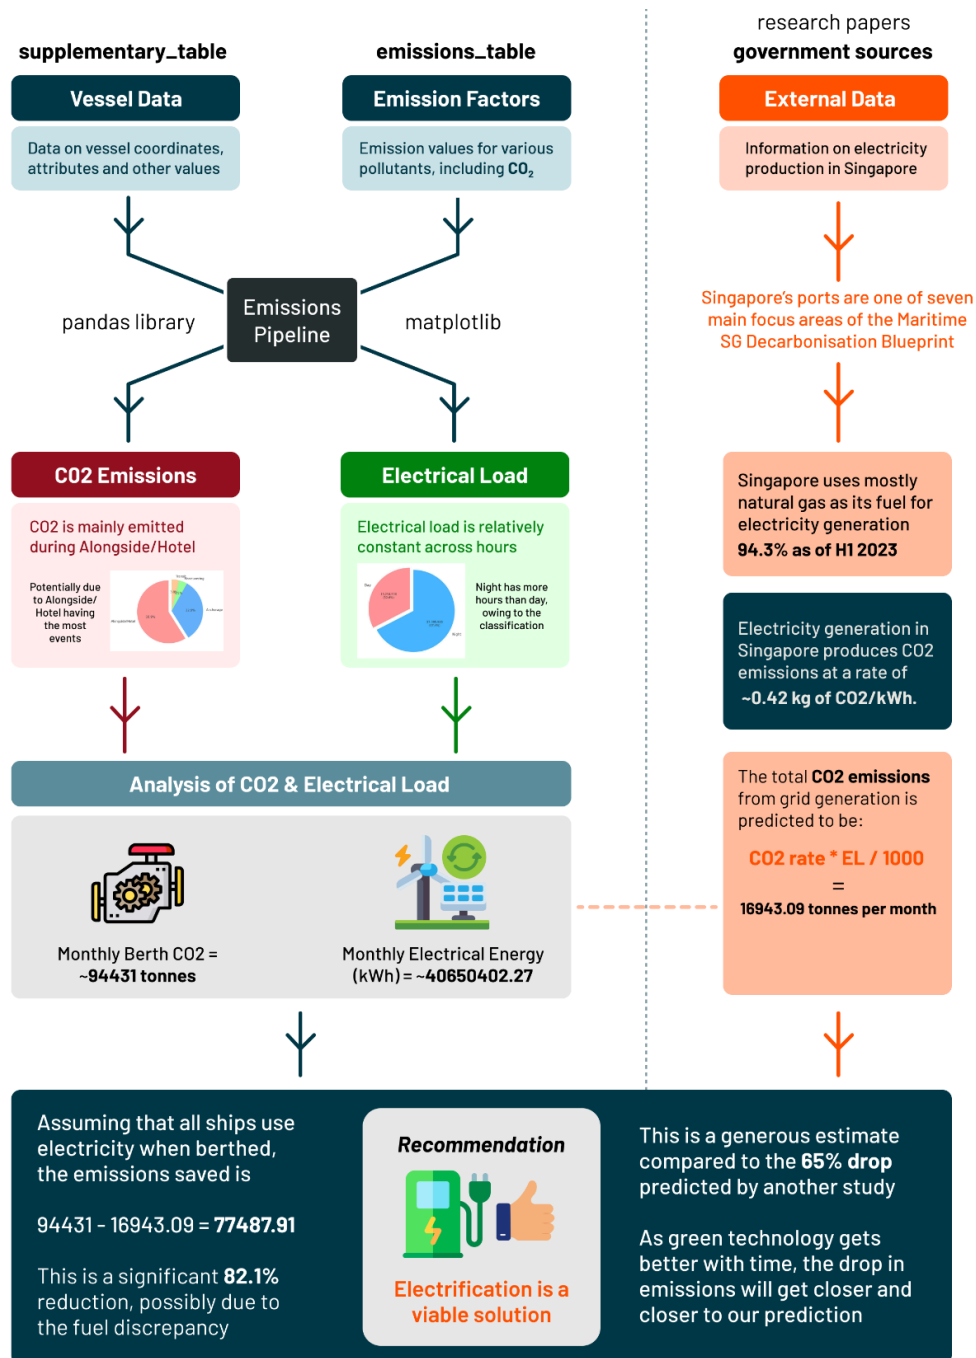 supplementary_table
Vessel Data
Data on vessel coordinates,
attributes and other values
emissions_table
Emission Factors
Emission values for various
pollutants, including CO₂
research papers
government sources
External Data
Information on electricity
production in Singapore
pandas library
Emissions
Pipeline
matplotlib
Singapore's ports are one of seven
main focus areas of the Maritime
SG Decarbonisation Blueprint
CO2 Emissions
CO2 is mainly emitted
during Alongside/Hotel
Potentially due
to Alongside/
Hotel having
the most
events
Electrical Load
Electrical load is relatively
constant across hours
Night has more
hours than day,
owing to the
classification
Singapore uses mostly
natural gas as its fuel for
electricity generation
94.3% as of H1 2023
Electricity generation in
Singapore produces CO2
emissions at a rate of
~0.42 kg of CO2/kWh.
Analysis of CO2 & Electrical Load
Monthly Berth CO2 =
~94431 tonnes
Monthly Electrical Energy
(kWh) = ~40650402.27
The total CO2 emissions
from grid generation is
predicted to be:
CO2 rate * EL / 1000
=
16943.09 tonnes per month
Assuming that all ships use
electricity when berthed,
the emissions saved is
94431 - 16943.09 = 77487.91
This is a significant 82.1%
reduction, possibly due to
the fuel discrepancy
Recommendation
Electrification is a
viable solution
This is a generous estimate
compared to the 65% drop
predicted by another study
As green technology gets
better with time, the drop in
emissions will get closer and
closer to our prediction